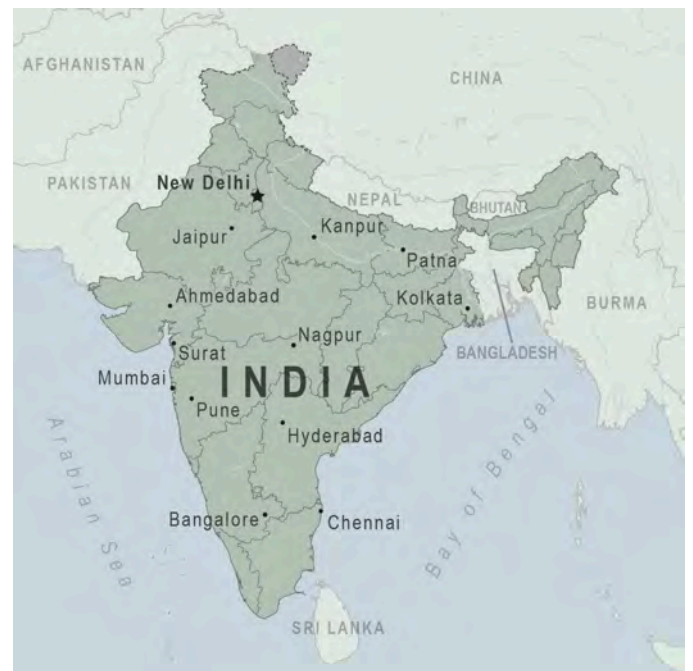 AFGHANISTAN
CHINA
PAKISTAN
New Delhi
NEPAL
BHUTAN
Jaipur
Kanpur
Patna
Ahmedabad
Kolkata
BURMA
Surat
Nagpur
BANGLADESH
Mumbai
INDIA
Pune
Hyderabad
Arabian Sea
Bay of Bengal
Bangalore
Chennai
SRI LANKA